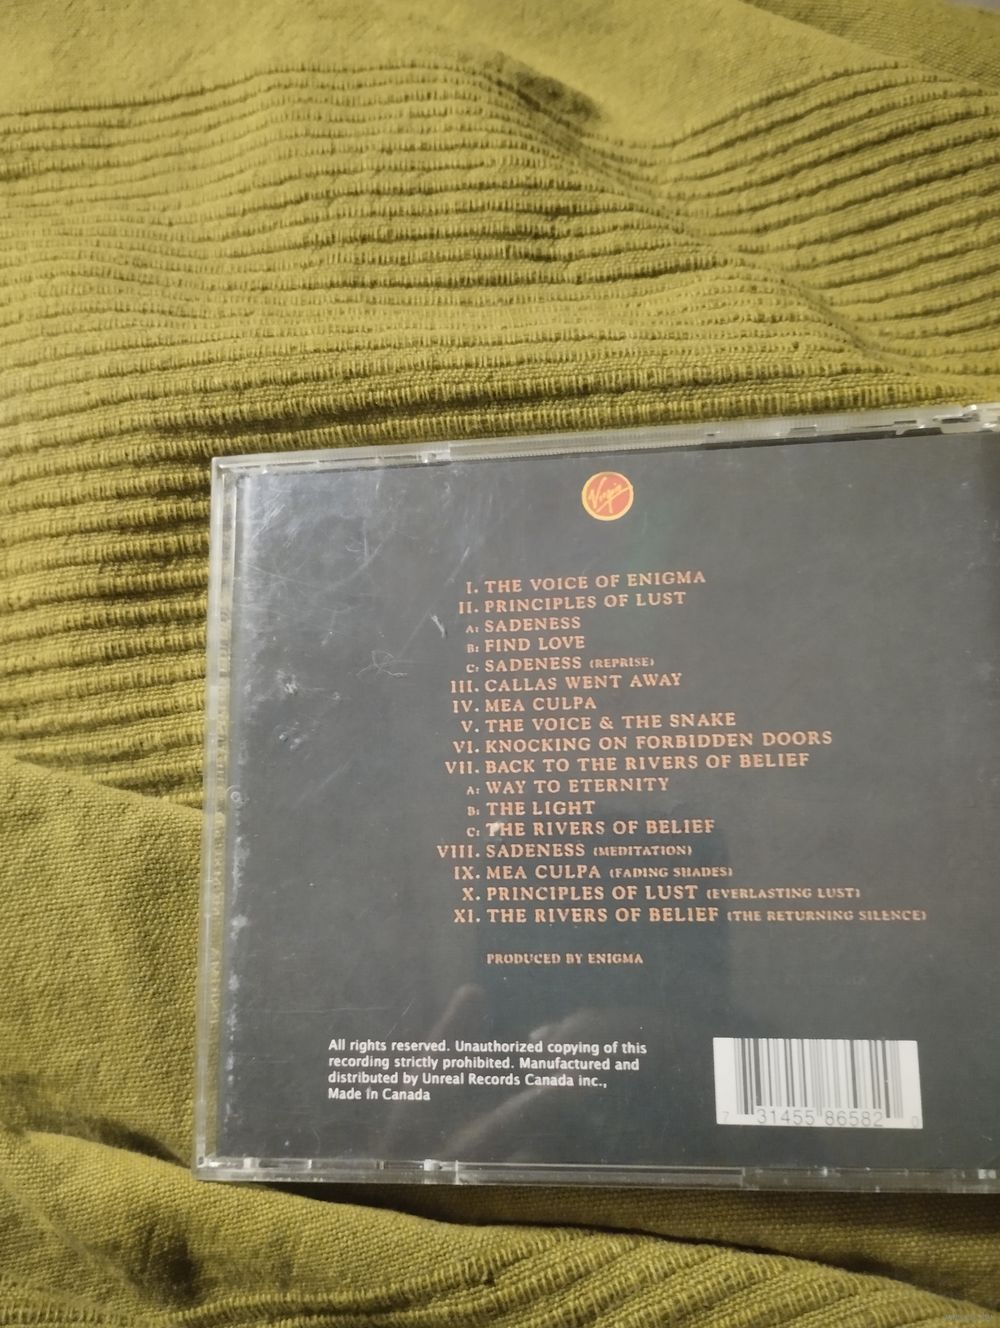 Virgin
I. THE VOICE OF ENIGMA
II. PRINCIPLES OF LUST
A: SADENESS
B: FIND LOVE
C: SADENESS (REPRISE)
III. CALLAS WENT AWAY
IV. MEA CULPA
V. THE VOICE & THE SNAKE
VI. KNOCKING ON FORBIDDEN DOORS
VII. BACK TO THE RIVERS OF BELIEF
A: WAY TO ETERNITY
B: THE LIGHT
C: THE RIVERS OF BELIEF
VIII. SADENESS (MEDITATION)
IX. MEA CULPA (FADING SHADES)
X. PRINCIPLES OF LUST (EVERLASTING LUST)
XI. THE RIVERS OF BELIEF (THE RETURNING SILENCE)
PRODUCED BY ENIGMA
All rights reserved. Unauthorized copying of this
recording strictly prohibited. Manufactured and
distributed by Unreal Records Canada inc.,
Made in Canada
7 31455 86582 0